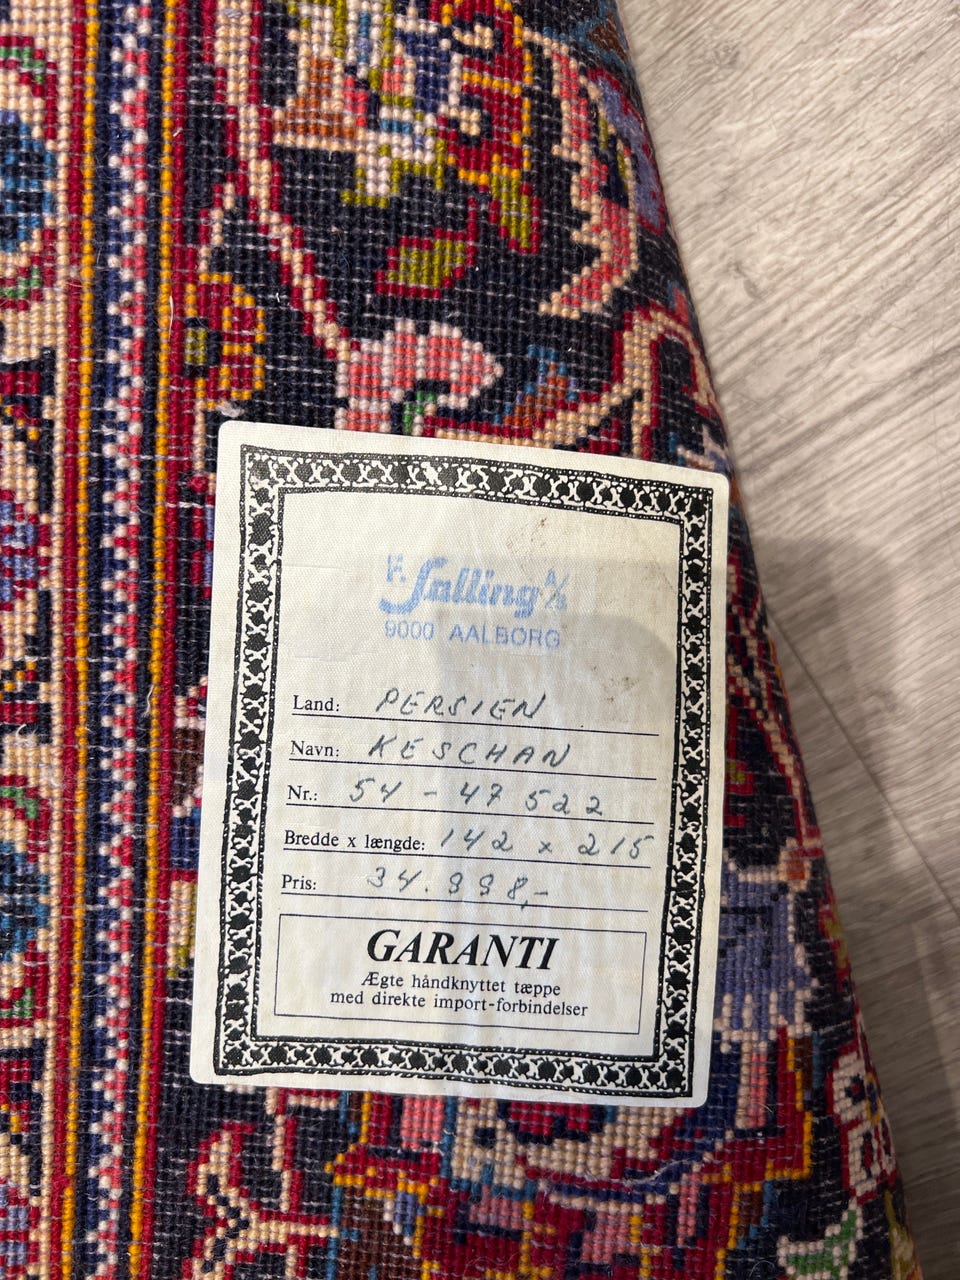 F. Salling A/S
9000 AALBORG
Land: PERSIEN
Navn: KESCHAN
Nr.: 54-47522
Bredde x længde: 142 x 215
Pris: 34.998,-
GARANTI
Ægte håndknyttet tæppe
med direkte import-forbindelser